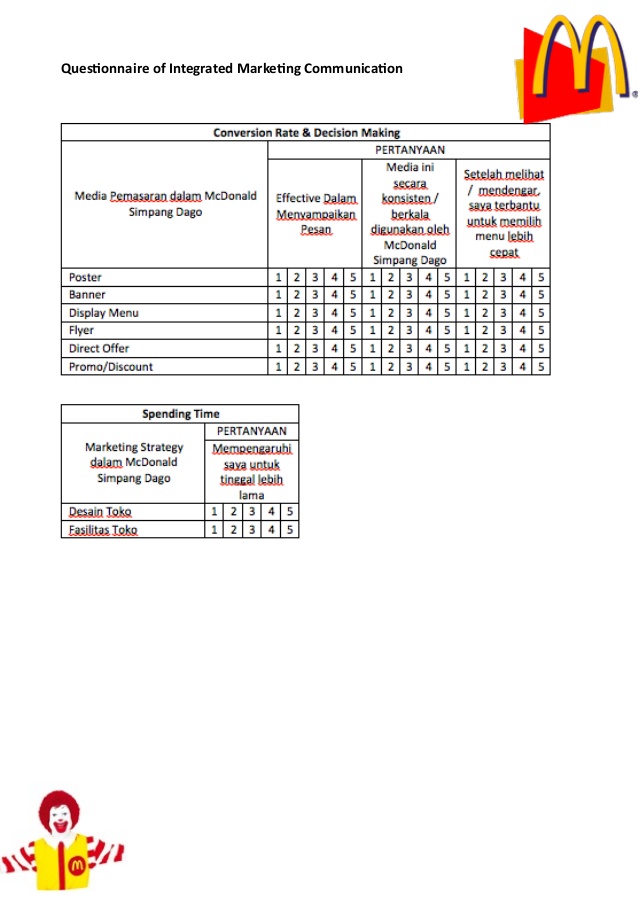 Questionnaire of Integrated Marketing Communication
Conversion Rate & Decision Making
Media Pemasaran dalam McDonald
Simpang Dago
PERTANYAAN
Effective Dalam
Menyampaikan
Pesan
Media ini
secara
konsisten /
berkala
digunakan oleh
McDonald
Simpang Dago
Setelah melihat
/ mendengar,
saya terbantu
untuk memilih
menu lebih
cepat
Poster 1 2 3 4 5 1 2 3 4 5 1 2 3 4 5
Banner 1 2 3 4 5 1 2 3 4 5 1 2 3 4 5
Display Menu 1 2 3 4 5 1 2 3 4 5 1 2 3 4 5
Flyer 1 2 3 4 5 1 2 3 4 5 1 2 3 4 5
Direct Offer 1 2 3 4 5 1 2 3 4 5 1 2 3 4 5
Promo/Discount 1 2 3 4 5 1 2 3 4 5 1 2 3 4 5
Spending Time
Marketing Strategy
dalam McDonald
Simpang Dago
PERTANYAAN
Mempengaruhi
saya untuk
tinggal lebih
lama
Desain Toko 1 2 3 4 5
Fasilitas Toko 1 2 3 4 5